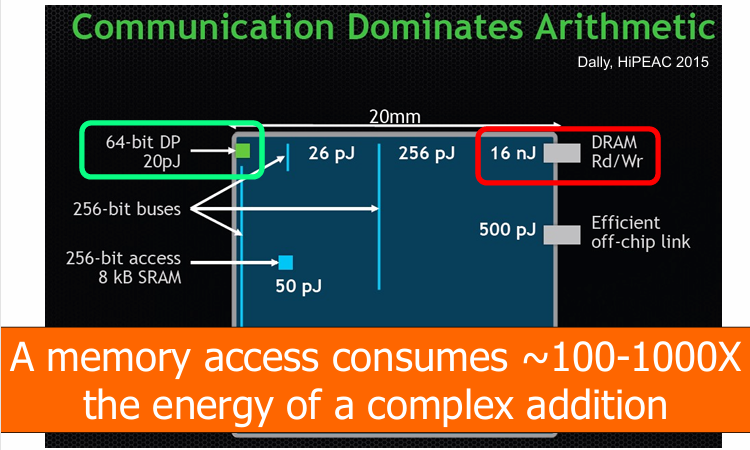 Communication Dominates Arithmetic
Dally, HiPEAC 2015
20mm
64-bit DP
20pJ
26 pJ
256 pJ
16 nJ
DRAM
Rd/Wr
256-bit buses
500 pJ
Efficient
off-chip link
256-bit access
8 kB SRAM
50 pJ
A memory access consumes ~100-1000X
the energy of a complex addition